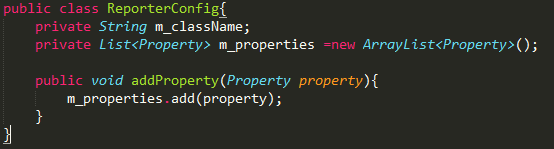 public class ReporterConfig{
    private String m_className;
    private List<Property> m_properties =new ArrayList<Property>();

    public void addProperty(Property property){
        m_properties.add(property);
    }
}